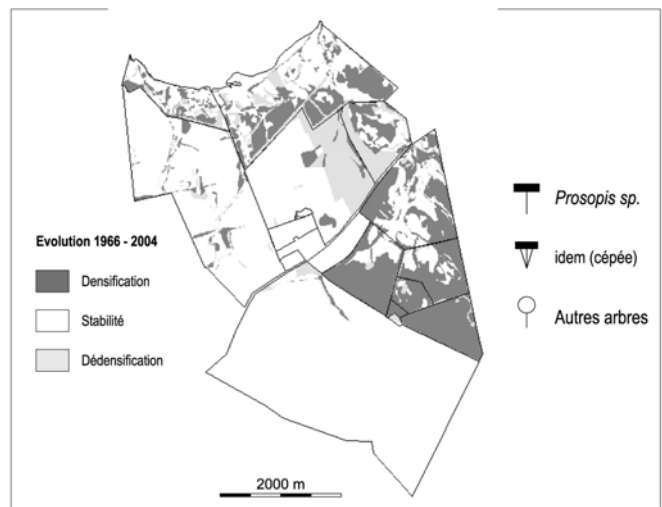 Evolution 1966 - 2004
Densification
Stabilité
Dédensification
2000 m
Prosopis sp.
idem (cépée)
Autres arbres